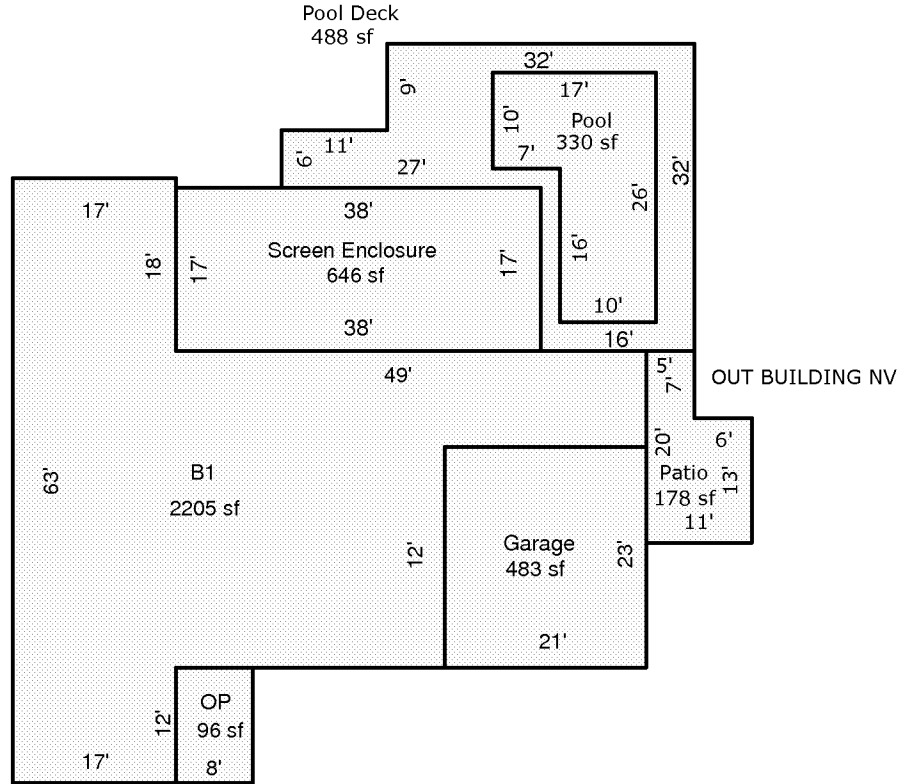 Pool Deck
488 sf
32'
9'
17'
10'
Pool
330 sf
11'
6'
7'
27'
32'
26'
17'
38'
18'
17'
Screen Enclosure
646 sf
17'
16'
10'
38'
16'
49'
5'
7'
OUT BUILDING NV
20'
6'
63'
B1
2205 sf
Patio
178 sf
13'
11'
12'
Garage
483 sf
23'
21'
OP
96 sf
12'
17'
8'